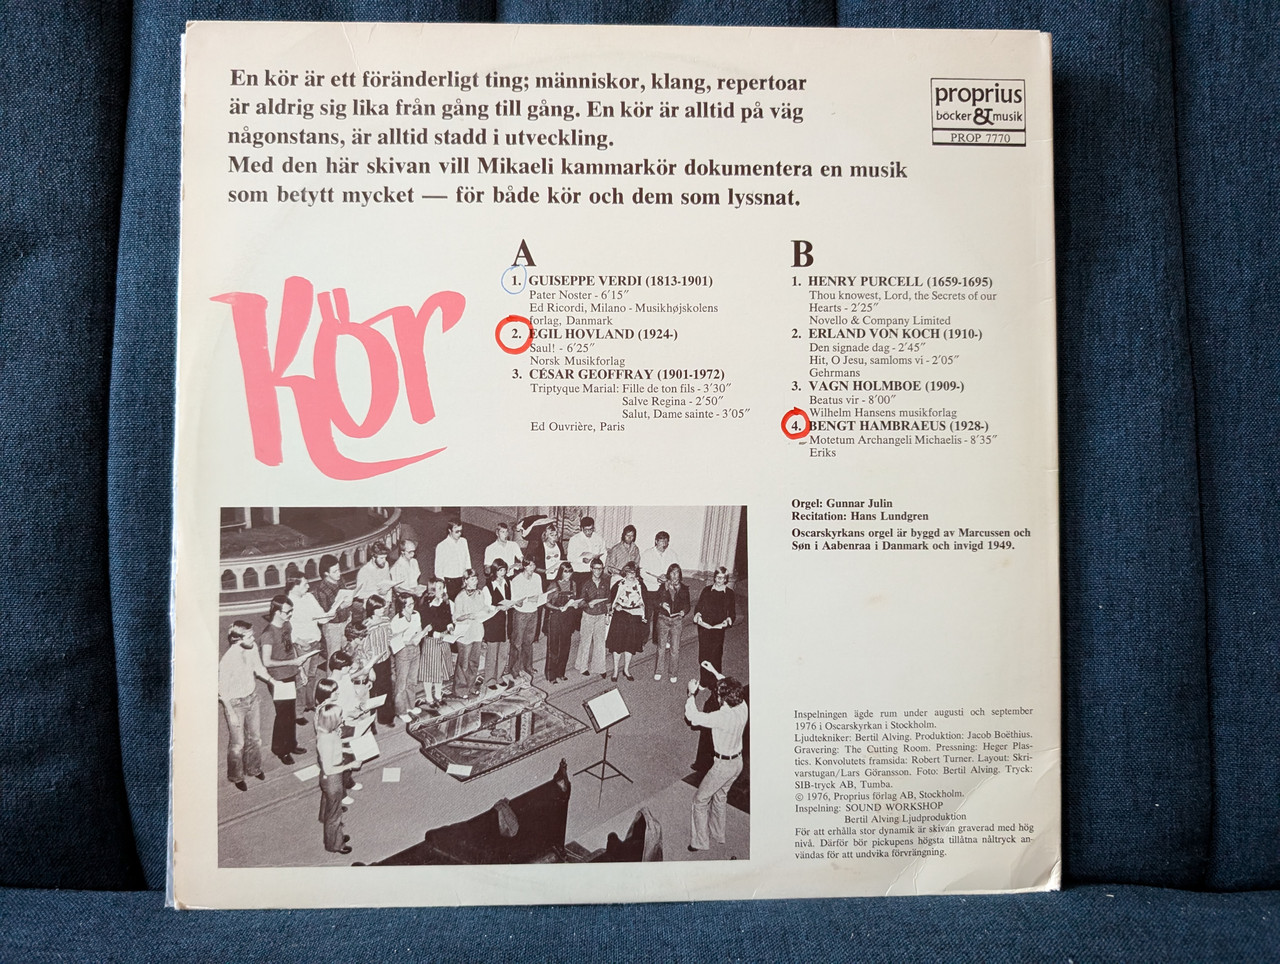 En kör är ett föränderligt ting; människor, klang, repertoar
är aldrig sig lika från gång till gång. En kör är alltid på väg
någonstans, är alltid stadd i utveckling.
Med den här skivan vill Mikaeli kammarkör dokumentera en musik
som betytt mycket — för både kör och dem som lyssnat.
proprius
böcker & musik
PROP 7770
Kör
A
1. GUISEPPE VERDI (1813-1901)
Pater Noster - 6′15″
Ed Ricordi, Milano - Musikhøjskolens
forlag, Danmark
2. EGIL HOVLAND (1924-)
Saul! - 6′25″
Norsk Musikforlag
3. CÉSAR GEOFFRAY (1901-1972)
Triptyque Marial: Fille de ton fils - 3′30″
Salve Regina - 2′50″
Salut, Dame sainte - 3′05″
Ed Ouvrière, Paris
B
1. HENRY PURCELL (1659-1695)
Thou knowest, Lord, the Secrets of our
Hearts - 2′25″
Novello & Company Limited
2. ERLAND VON KOCH (1910-)
Den signade dag - 2′45″
Hit, O Jesu, samloms vi - 2′05″
Gehrmans
3. VAGN HOLMBOE (1909-)
Beatus vir - 8′00″
Wilhelm Hansens musikforlag
4. BENGT HAMBRAEUS (1928-)
Motetum Archangeli Michaelis - 8′35″
Eriks
Orgel: Gunnar Julin
Recitation: Hans Lundgren
Oscarskyrkans orgel är byggd av Marcussen och
Søn i Aabenraa i Danmark och invigd 1949.
Inspelningen ägde rum under augusti och september
1976 i Oscarskyrkan i Stockholm.
Ljudtekniker: Bertil Alving. Produktion: Jacob Boëthius.
Gravering: The Cutting Room. Pressning: Heger Plas-
tics. Konvolutets framsida: Robert Turner. Layout: Skri-
varstugan/Lars Göransson. Foto: Bertil Alving. Tryck:
SIB-tryck AB, Tumba.
© 1976, Proprius förlag AB, Stockholm.
Inspelning: SOUND WORKSHOP
Bertil Alving Ljudproduktion
För att erhålla stor dynamik är skivan graverad med hög
nivå. Därför bör pickupens högsta tillåtna nåltryck an-
vändas för att undvika förvrängning.